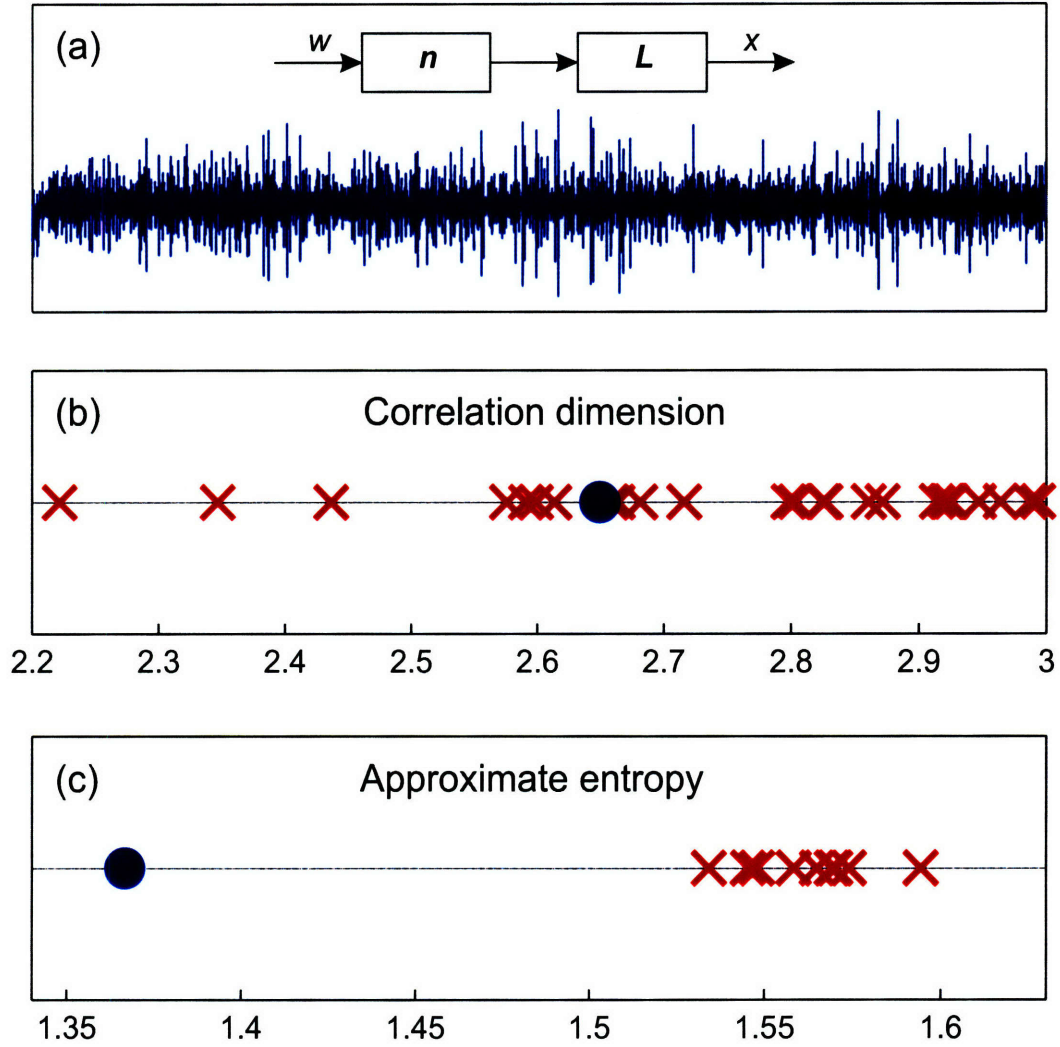 (a)
w n L x
(b) Correlation dimension
2.2 2.3 2.4 2.5 2.6 2.7 2.8 2.9 3
(c) Approximate entropy
1.35 1.4 1.45 1.5 1.55 1.6